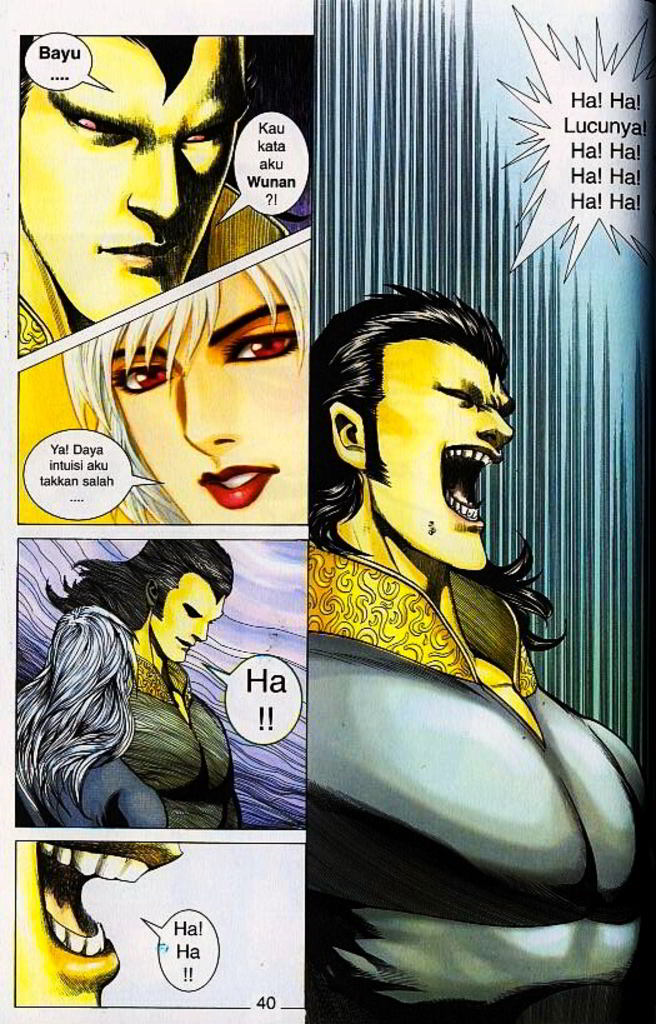 Bayu
....
Kau
kata
aku
Wunan
?!
Ya! Daya
intuisi aku
takkan salah
....
Ha
!!
Ha!
Ha
!!
40
Ha! Ha!
Lucunya!
Ha! Ha!
Ha! Ha!
Ha! Ha!